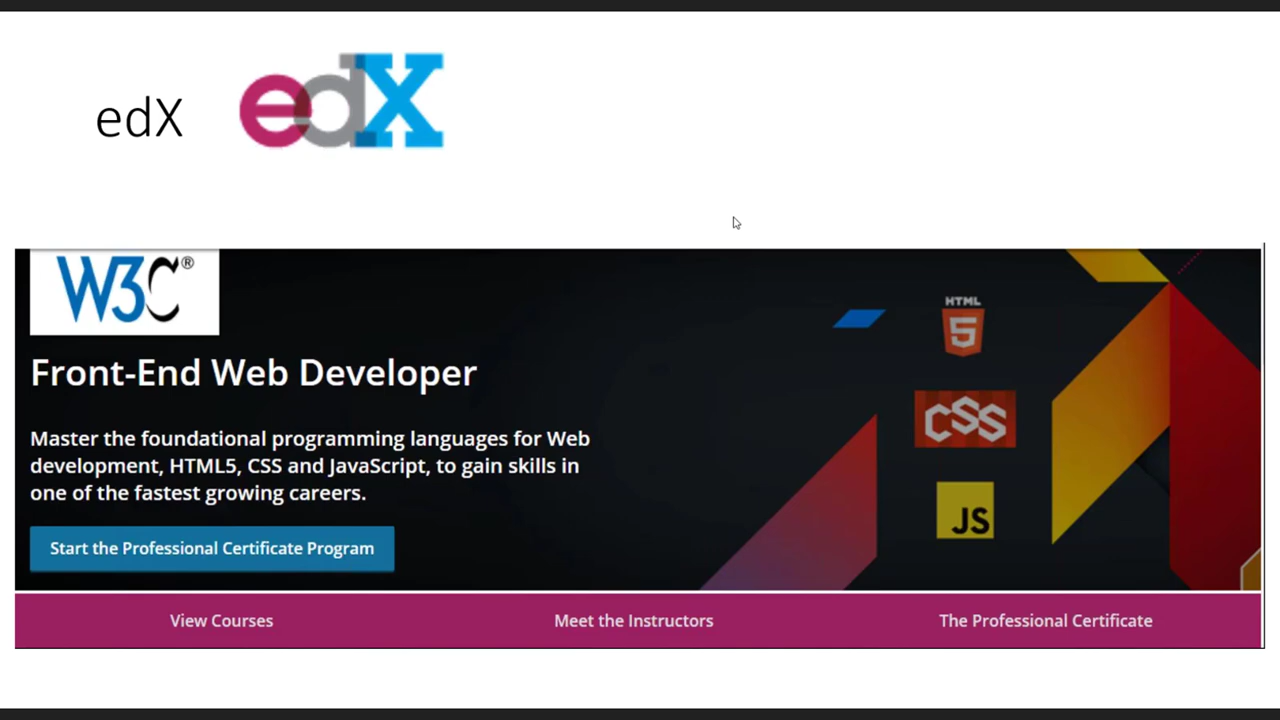 edX
edX
W3C®
Front-End Web Developer
HTML
5
CSS
JS
Master the foundational programming languages for Web
development, HTML5, CSS and JavaScript, to gain skills in
one of the fastest growing careers.
Start the Professional Certificate Program
View Courses
Meet the Instructors
The Professional Certificate